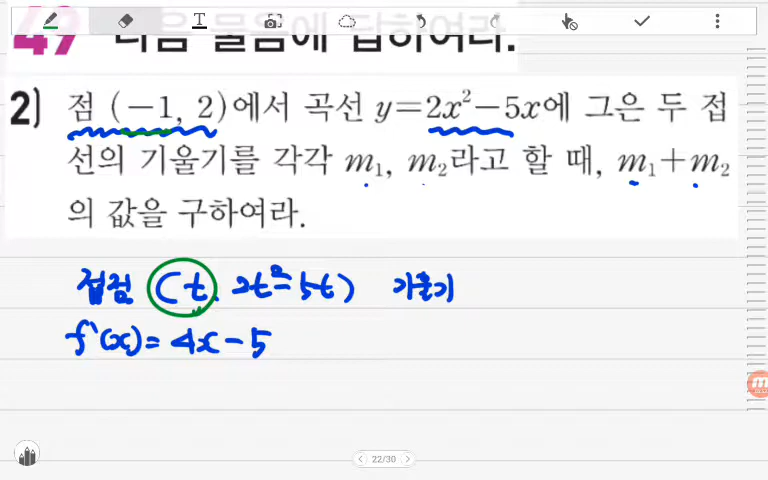 49 다음 물음에 답하여라.
2) 점 (-1, 2)에서 곡선 y=2x²-5x에 그은 두 접
선의 기울기를 각각 m₁, m₂라고 할 때, m₁+m₂
의 값을 구하여라.
접점 (t, 2t²-5t) 기울기
f'(x)= 4x-5
22/30